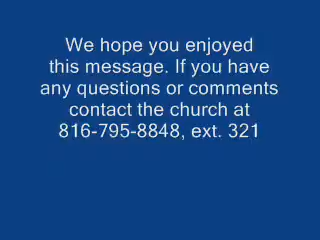 We hope you enjoyed
this message. If you have
any questions or comments
contact the church at
816-795-8848, ext. 321